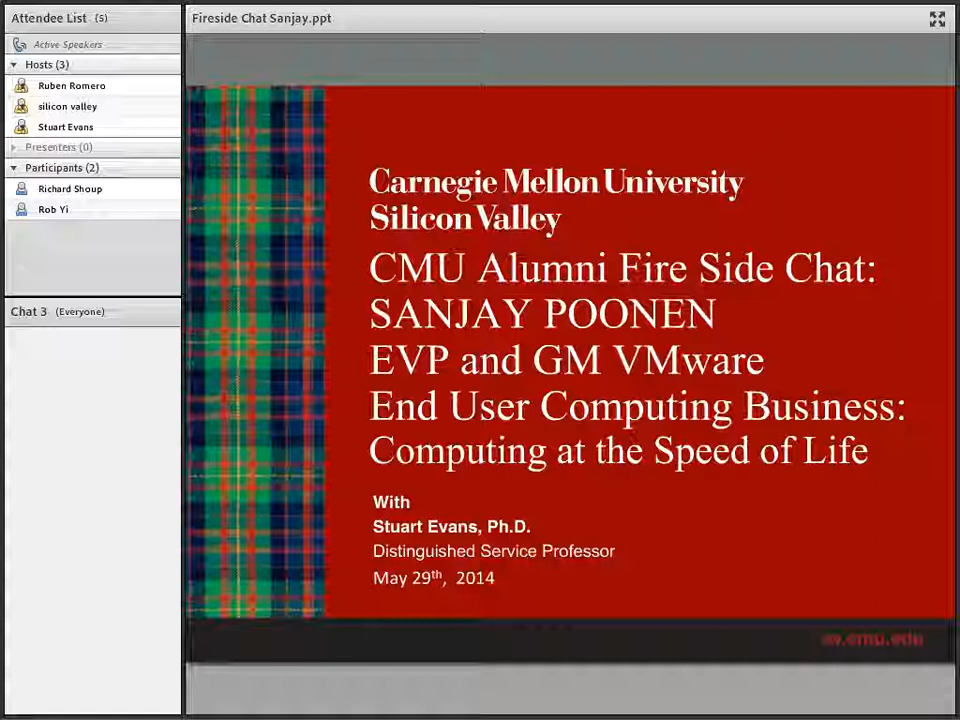 Attendee List (5)
Active Speakers
Hosts (3)
Ruben Romero
silicon valley
Stuart Evans
Presenters (0)
Participants (2)
Richard Shoup
Rob Yi
Chat 3 (Everyone)
Fireside Chat Sanjay.ppt
Carnegie Mellon University
Silicon Valley
CMU Alumni Fire Side Chat:
SANJAY POONEN
EVP and GM VMware
End User Computing Business:
Computing at the Speed of Life
With
Stuart Evans, Ph.D.
Distinguished Service Professor
May 29th, 2014
sv.cmu.edu